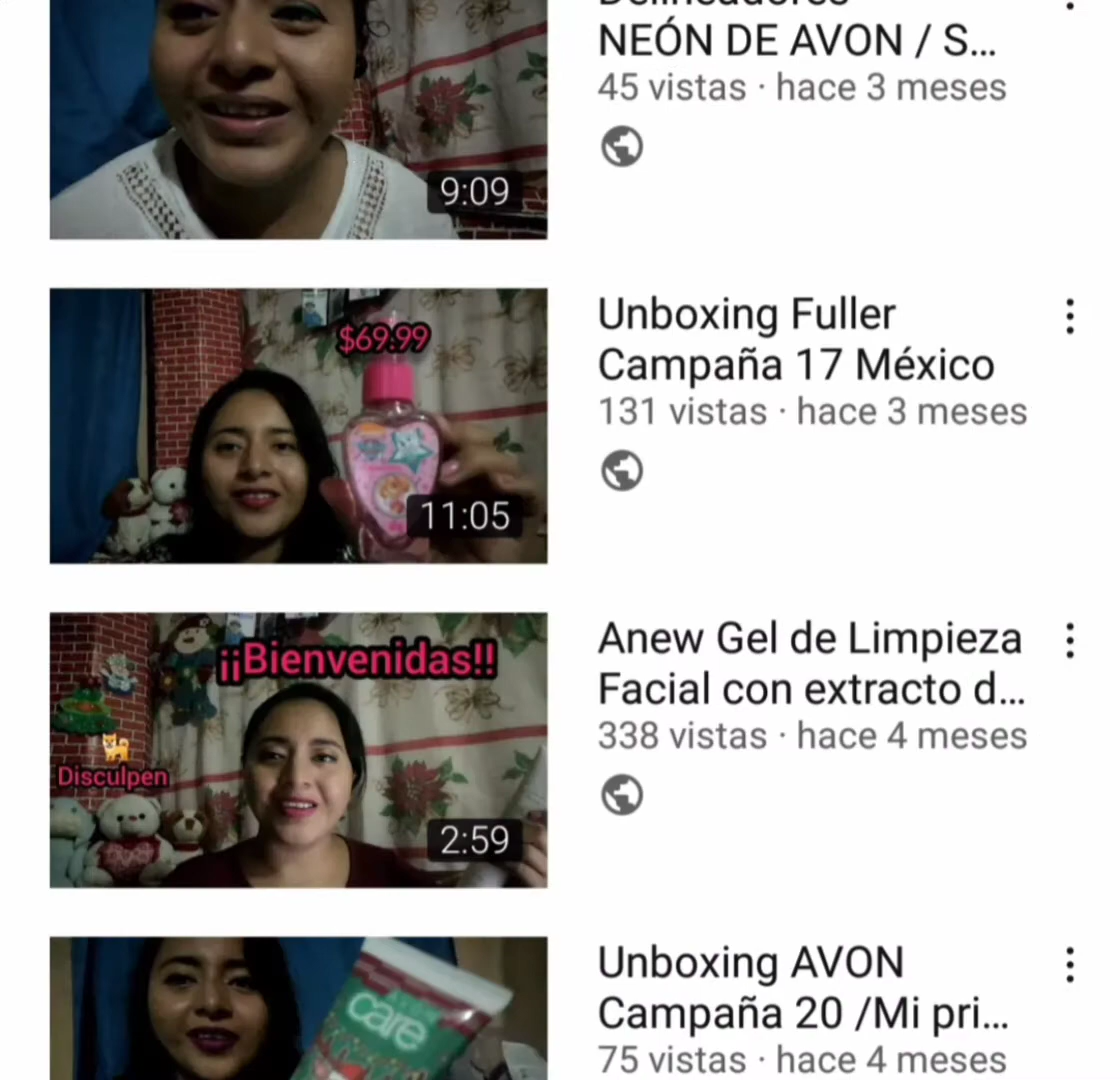 NEÓN DE AVON / S...
45 vistas · hace 3 meses
9:09
$69.99
11:05
Unboxing Fuller
Campaña 17 México
131 vistas · hace 3 meses
¡¡Bienvenidas!!
Disculpen
2:59
Anew Gel de Limpieza
Facial con extracto d...
338 vistas · hace 4 meses
care
Unboxing AVON
Campaña 20 /Mi pri...
75 vistas · hace 4 meses